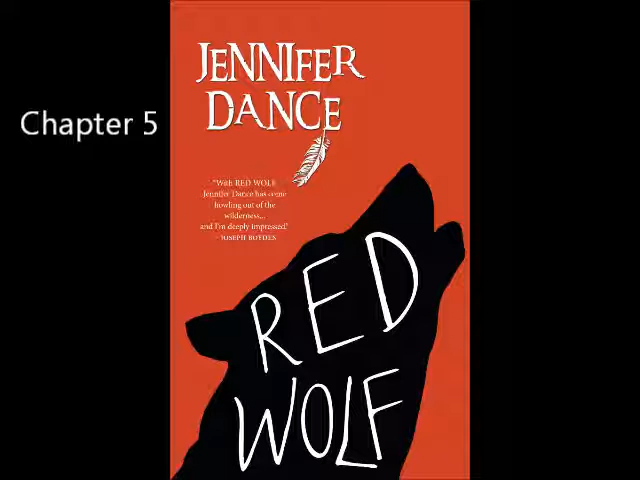 JENNIFER
DANCE
Chapter 5
"With RED WOLF
Jennifer Dance has come
howling out of the
wilderness...
and I'm deeply impressed"
- JOSEPH BOYDEN
RED
WOLF